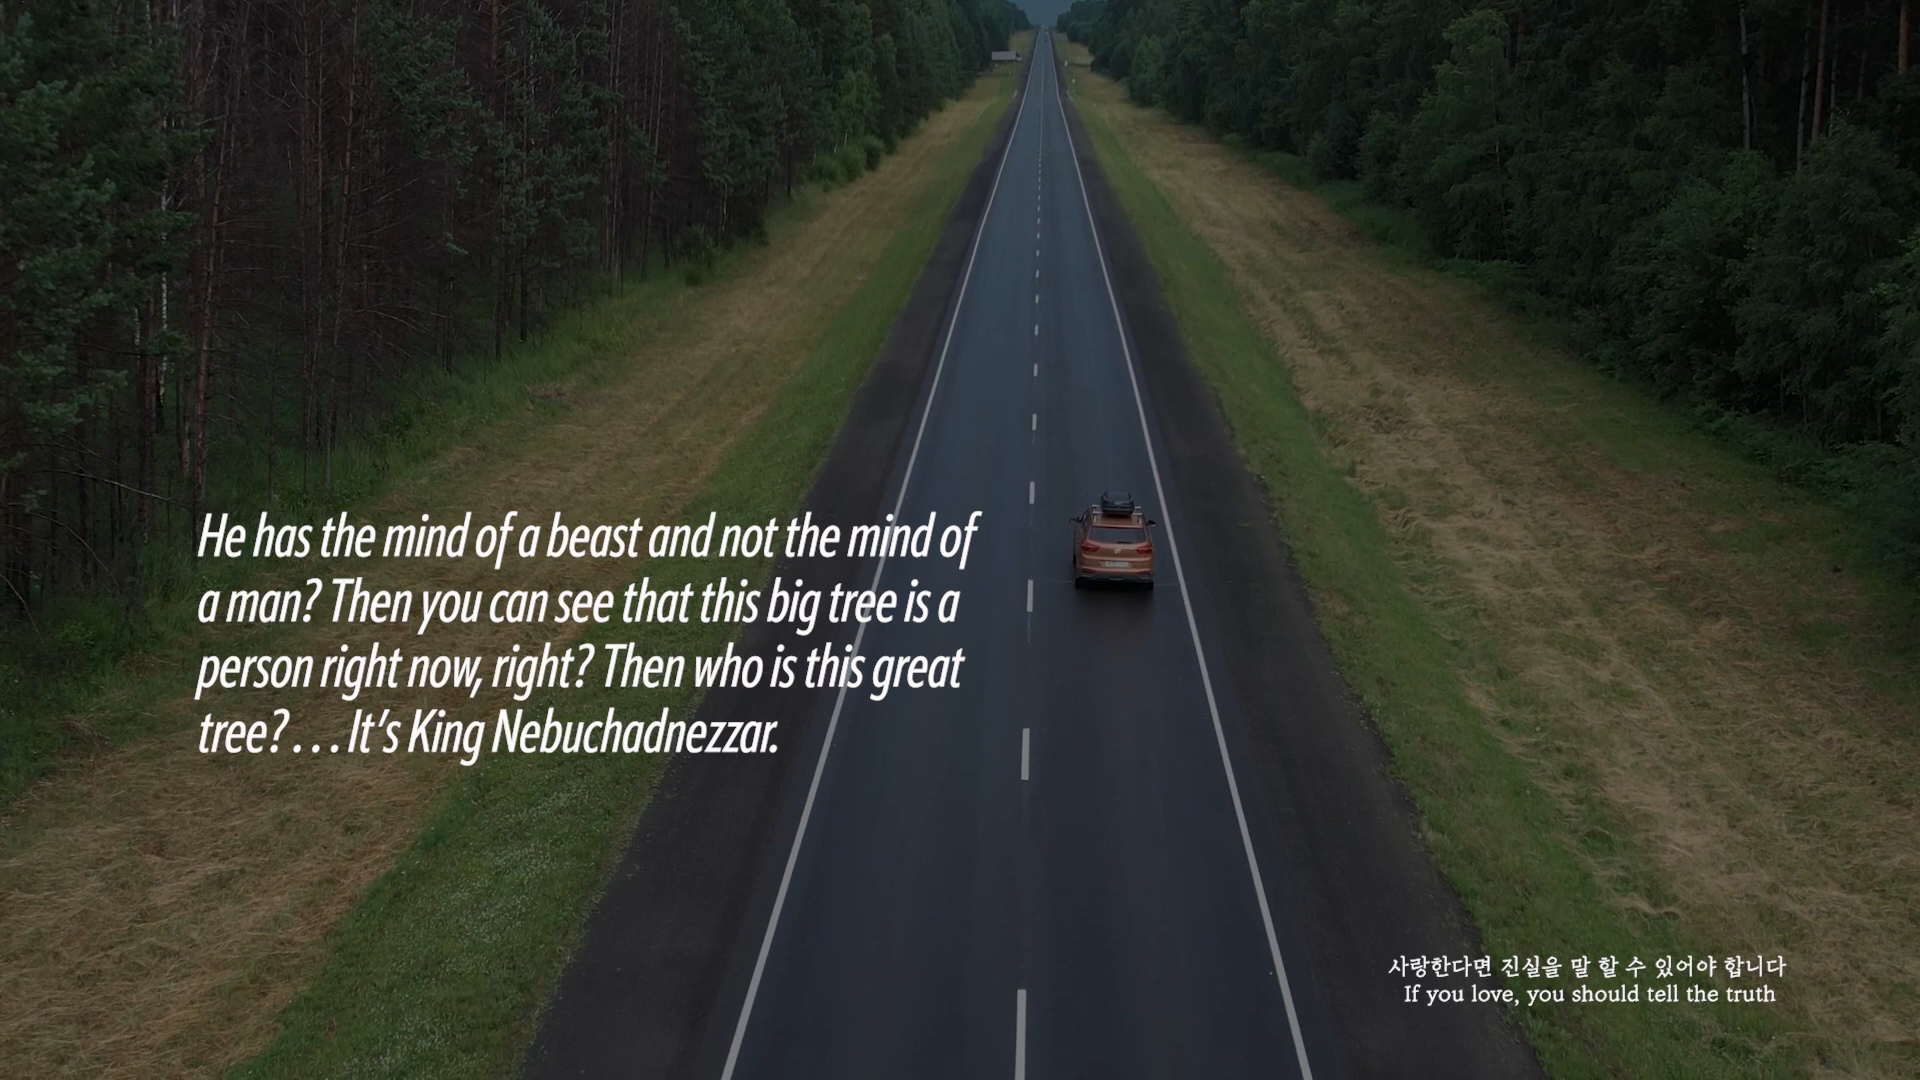 He has the mind of a beast and not the mind of
a man? Then you can see that this big tree is a
person right now, right? Then who is this great
tree? . . . It’s King Nebuchadnezzar.
사랑한다면 진실을 말 할 수 있어야 합니다
If you love, you should tell the truth